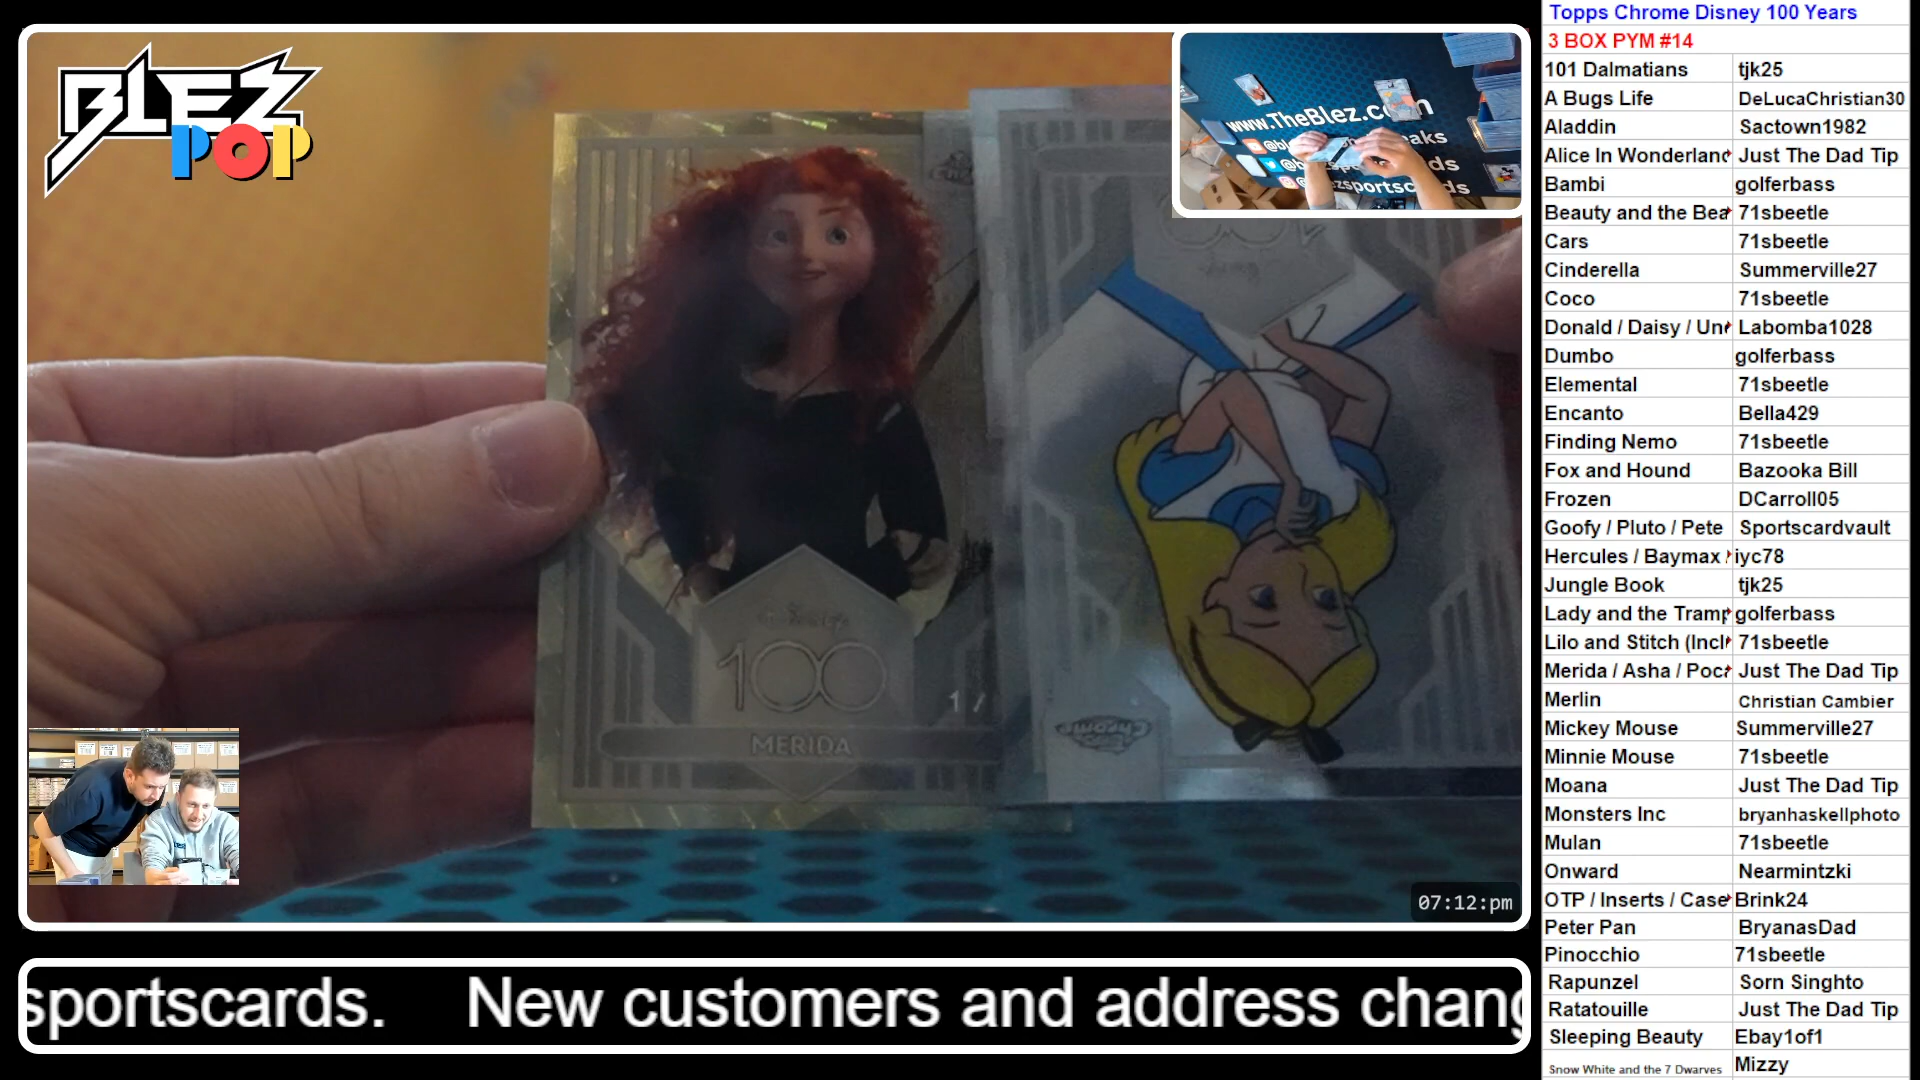 BLEZ
POP
www.TheBlez.com
MERIDA
Disney
100
1/
chrome
07:12:pm
sportscards. New customers and address chang
Topps Chrome Disney 100 Years
3 BOX PYM #14
101 Dalmatians tjk25
A Bugs Life DeLucaChristian30
Aladdin Sactown1982
Alice In Wonderland Just The Dad Tip
Bambi golferbass
Beauty and the Bea 71sbeetle
Cars 71sbeetle
Cinderella Summerville27
Coco 71sbeetle
Donald / Daisy / Un Labomba1028
Dumbo golferbass
Elemental 71sbeetle
Encanto Bella429
Finding Nemo 71sbeetle
Fox and Hound Bazooka Bill
Frozen DCarroll05
Goofy / Pluto / Pete Sportscardvault
Hercules / Baymax / iyc78
Jungle Book tjk25
Lady and the Tramp golferbass
Lilo and Stitch (Incl 71sbeetle
Merida / Asha / Poca Just The Dad Tip
Merlin Christian Cambier
Mickey Mouse Summerville27
Minnie Mouse 71sbeetle
Moana Just The Dad Tip
Monsters Inc bryanhaskellphoto
Mulan 71sbeetle
Onward Nearmintzki
OTP / Inserts / Case Brink24
Peter Pan BryanasDad
Pinocchio 71sbeetle
Rapunzel Sorn Singhto
Ratatouille Just The Dad Tip
Sleeping Beauty Ebay1of1
Snow White and the 7 Dwarves Mizzy